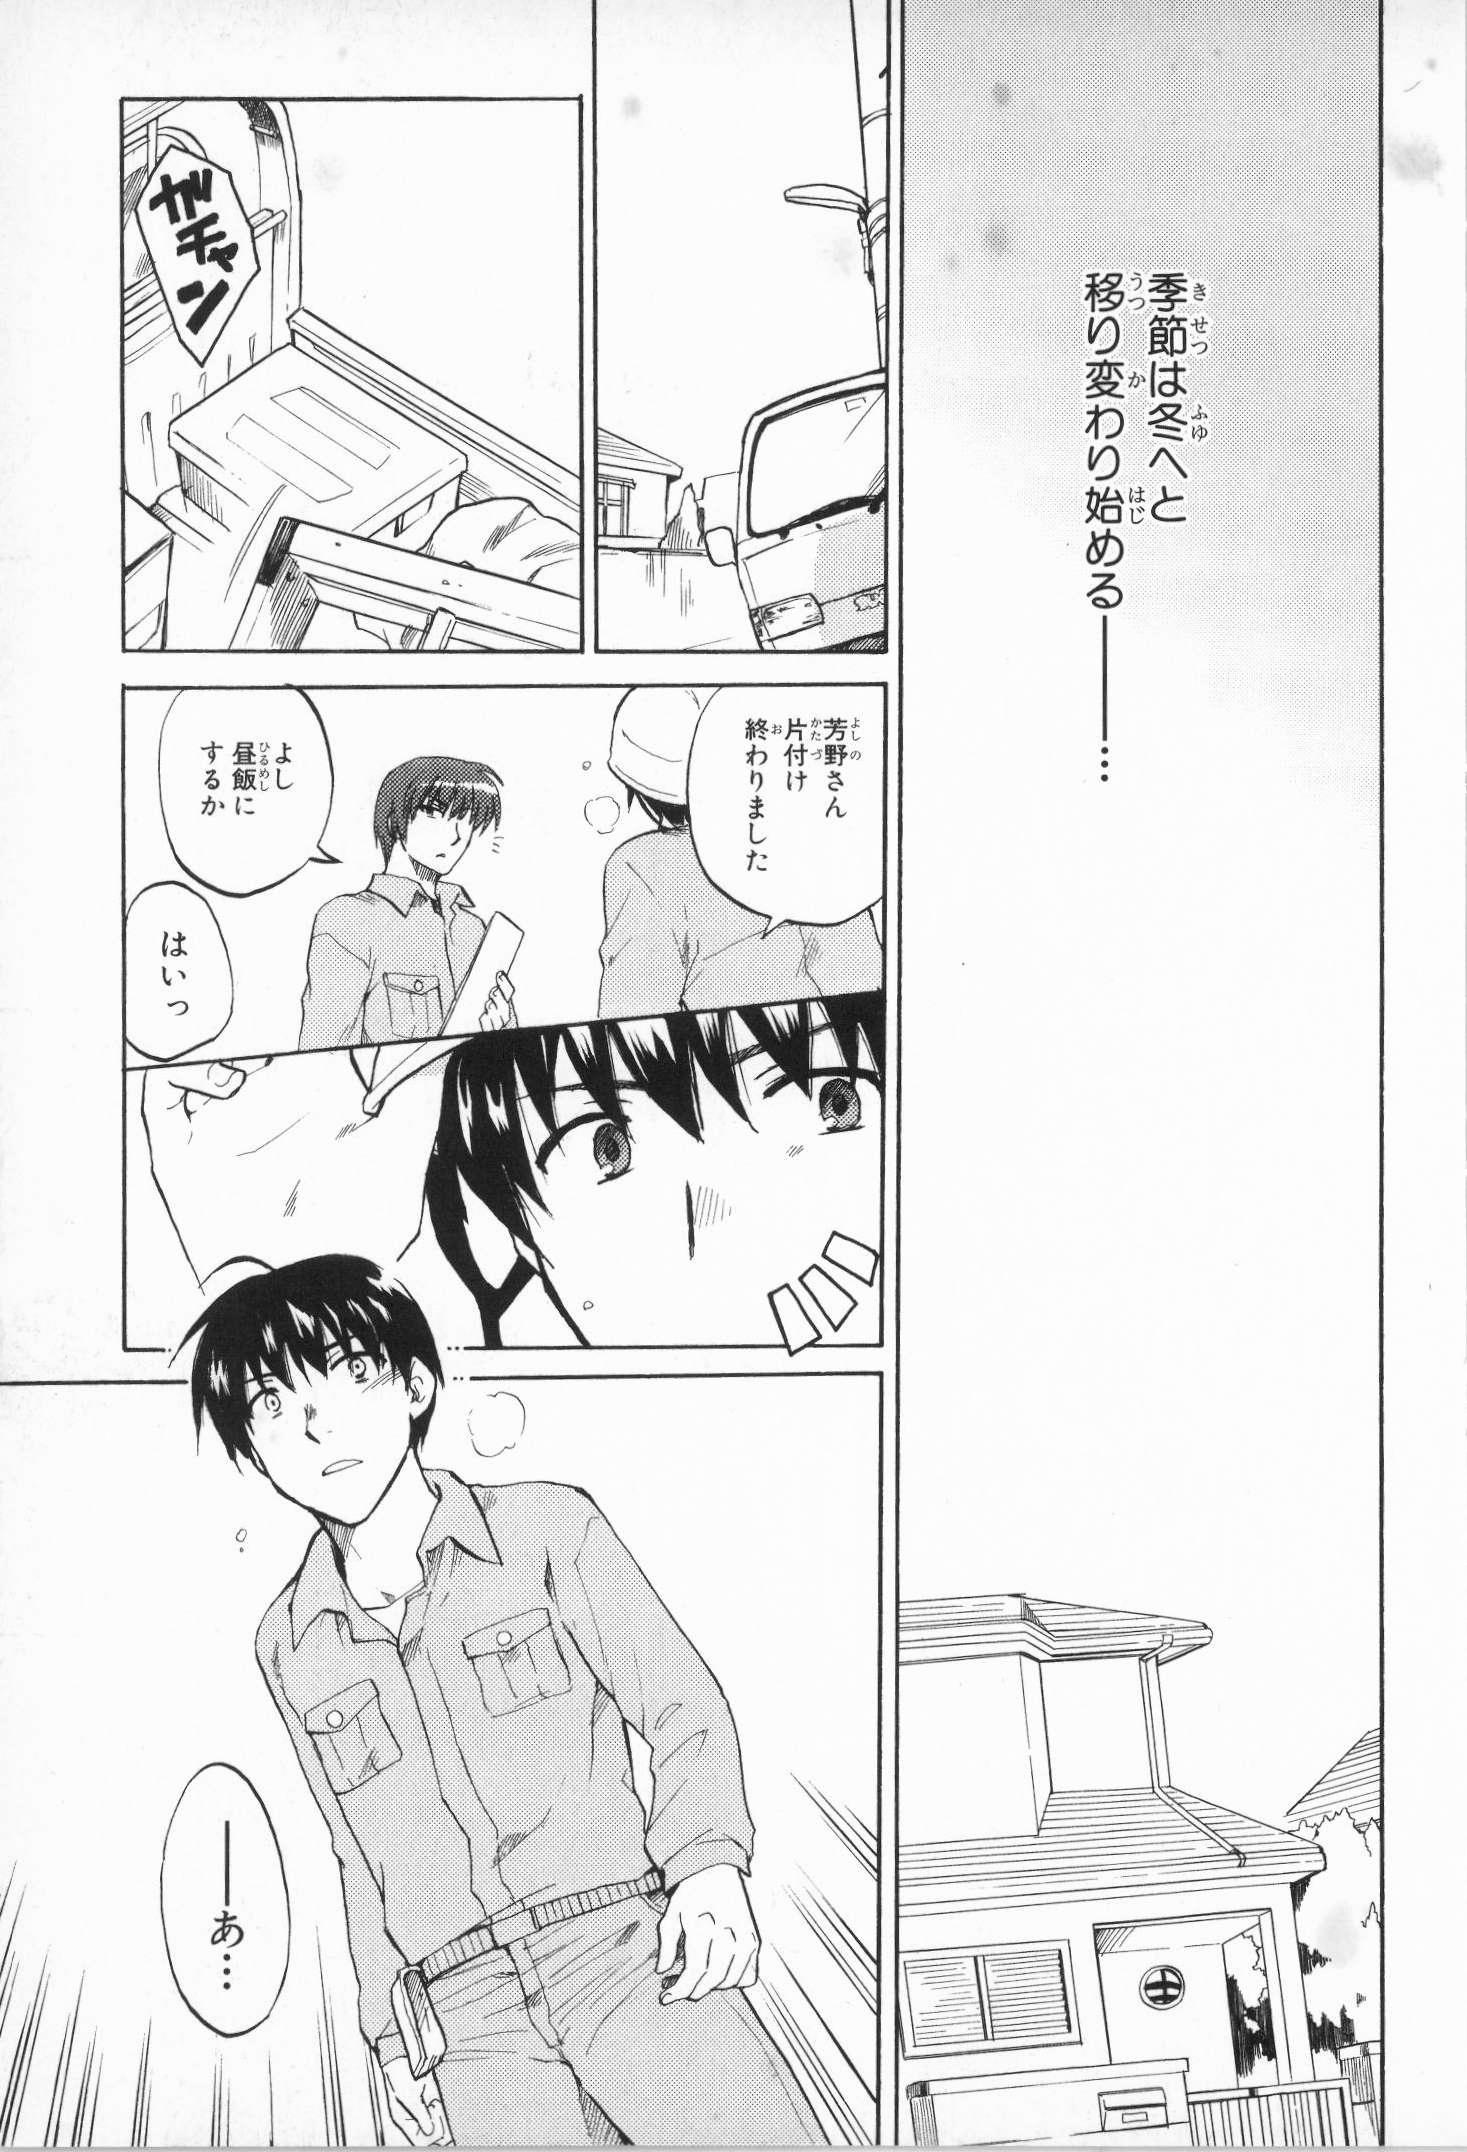 季節は冬へと
移り変わり始める――…
ガチャン
芳野さん
片付け
終わりました
よし
昼飯に
するか
はいっ
――あ…